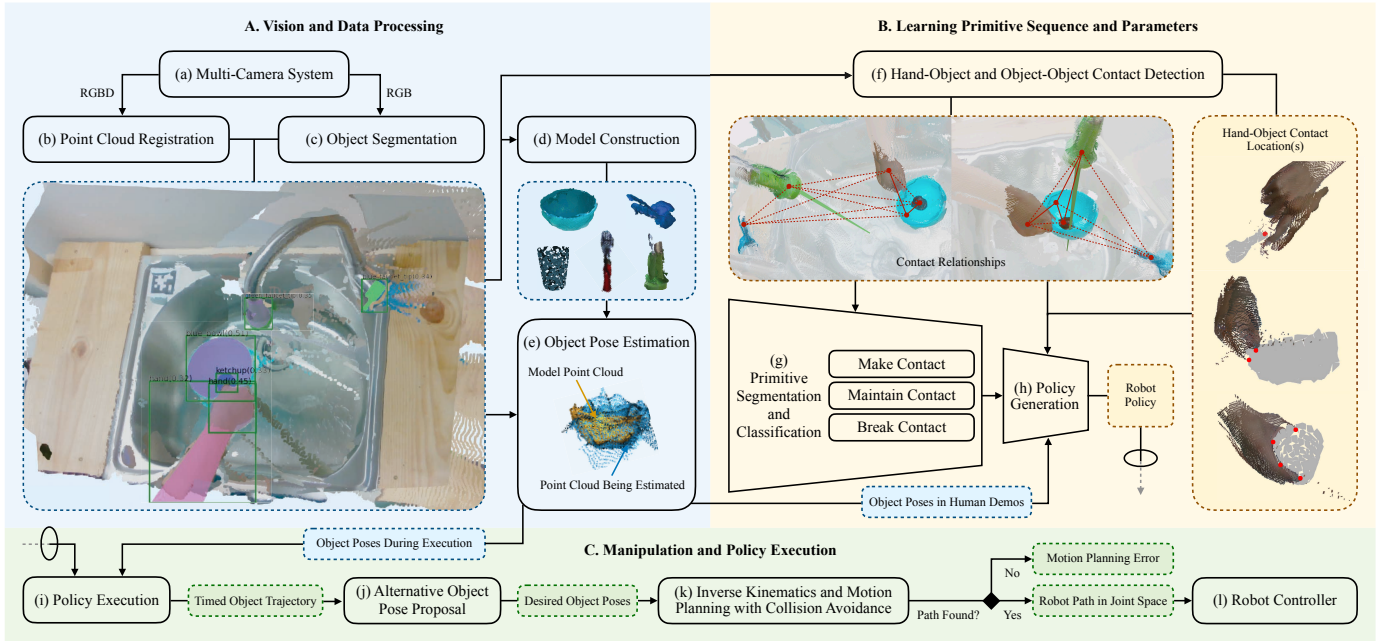 A. Vision and Data Processing
(a) Multi-Camera System
RGBD
RGB
(b) Point Cloud Registration
(c) Object Segmentation
(d) Model Construction
ketchup(0.
hand(0.45)
(e) Object Pose Estimation
Model Point Cloud
Point Cloud Being Estimated
B. Learning Primitive Sequence and Parameters
(f) Hand-Object and Object-Object Contact Detection
Contact Relationships
Hand-Object Contact
Location(s)
(g)
Primitive
Segmentation
and
Classification
Make Contact
Maintain Contact
Break Contact
(h) Policy
Generation
Robot
Policy
Object Poses in Human Demos
Object Poses During Execution
C. Manipulation and Policy Execution
(i) Policy Execution
Timed Object Trajectory
(j) Alternative Object
Pose Proposal
Desired Object Poses
(k) Inverse Kinematics and Motion
Planning with Collision Avoidance
Path Found?
No
Yes
Motion Planning Error
Robot Path in Joint Space
(l) Robot Controller